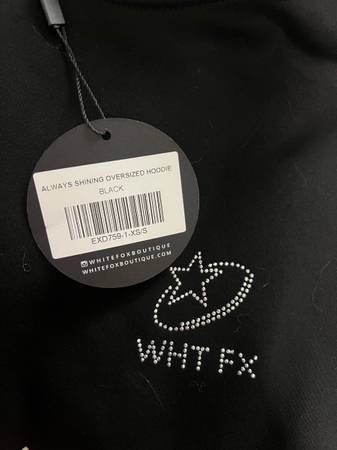 ALWAYS SHINING OVERSIZED HOODIE
BLACK
EXD759-1-XS/S
WHITEFOXBOUTIQUE
WHITEFOXBOUTIQUE.COM
WHT FX